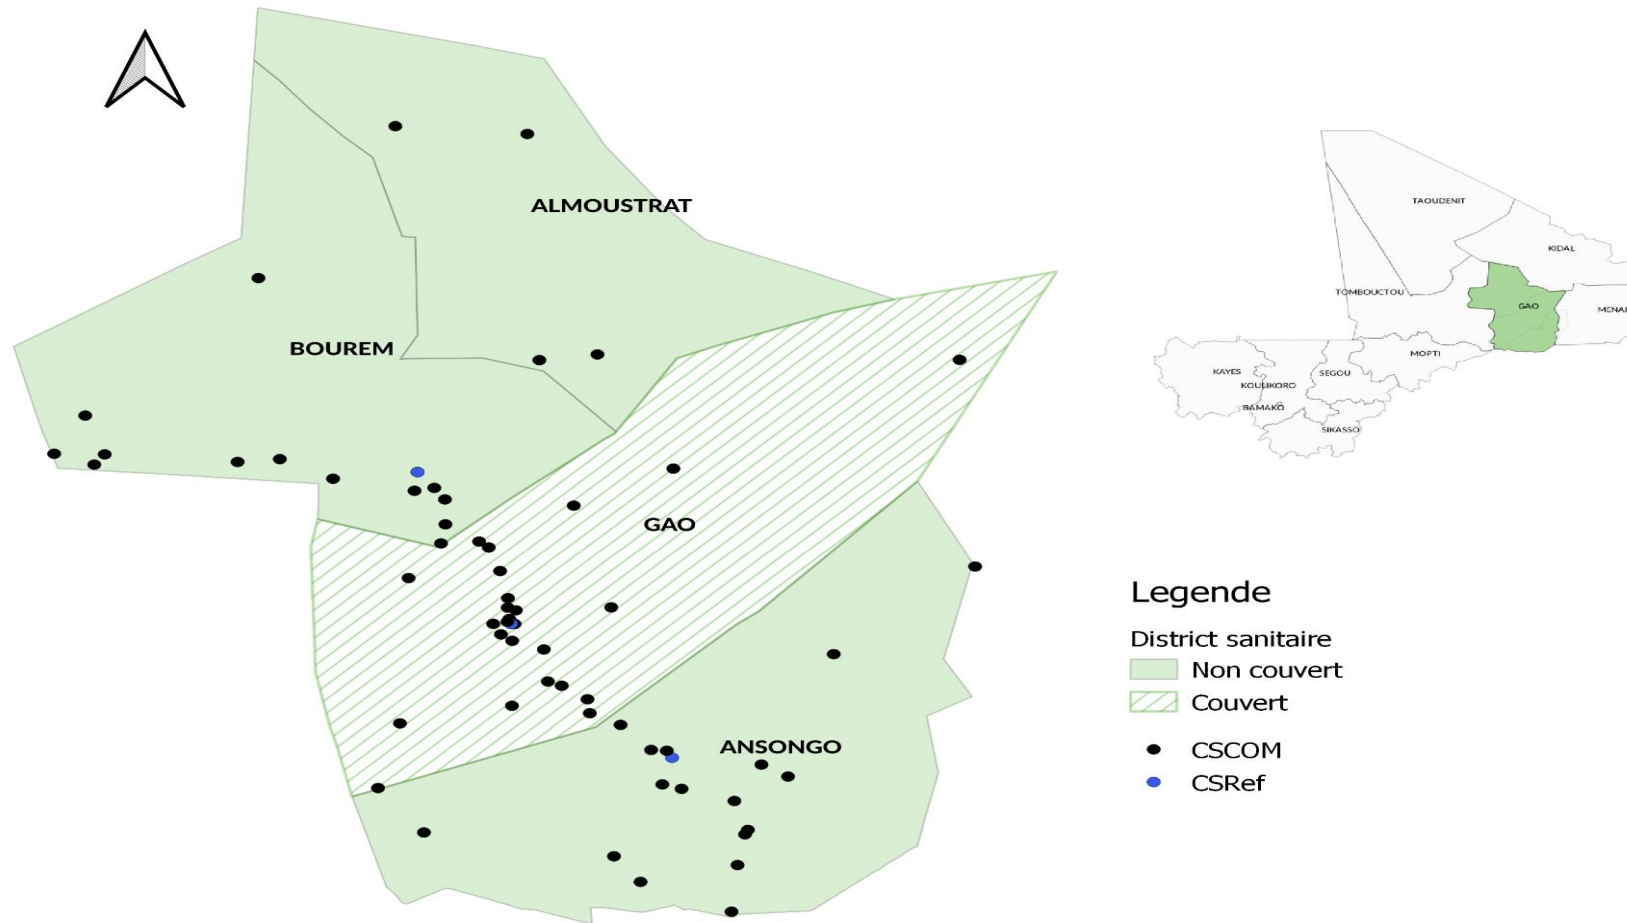 ALMOUSTRAT
BOUREM
GAO
ANSONGO
TAOUDENIT
KIDAL
TOMBOUCTOU
GAO
MENA
MOPTI
KAYES
SEGOU
KOULIKORO
BAMAKO
SIKASSO
Legende
District sanitaire
Non couvert
Couvert
CSCOM
CSRef